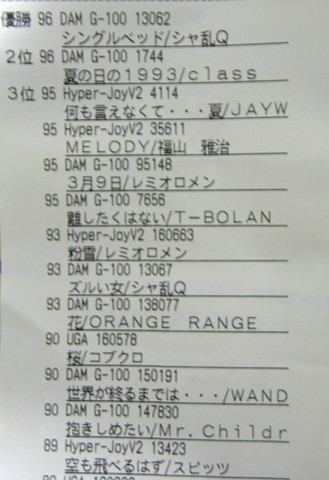 優勝 96 DAM G-100 13062
シングルベッド/シャ乱Q
2位 96 DAM G-100 1744
夏の日の1993/class
3位 95 Hyper-JoyV2 4114
何も言えなくて・・・夏/JAYW
95 Hyper-JoyV2 35611
MELODY/福山 雅治
95 DAM G-100 95148
3月9日/レミオロメン
95 DAM G-100 7656
離したくはない/T-BOLAN
93 Hyper-JoyV2 160663
粉雪/レミオロメン
93 DAM G-100 13067
ズルい女/シャ乱Q
93 DAM G-100 138077
花/ORANGE RANGE
90 UGA 160578
桜/コブクロ
90 DAM G-100 150191
世界が終るまでは・・・/WAND
90 DAM G-100 147830
抱きしめたい/Mr.Childr
89 Hyper-JoyV2 13423
空も飛べるはず/スピッツ